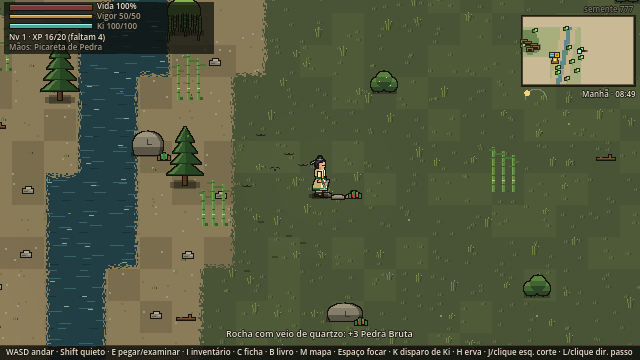 Vida 100%
Vigor 50/50
Ki 100/100
Nv 1 · XP 16/20 (faltam 4)
Mãos: Picareta de Pedra
semente 777
Manhã · 08:49
Rocha com veio de quartzo: +3 Pedra Bruta
WASD andar · Shift quieto · E pegar/examinar · I inventário · C ficha · B livro · M mapa · Espaço focar · K disparo de Ki · H erva · J/clique esq. corte · L/clique dir. passo